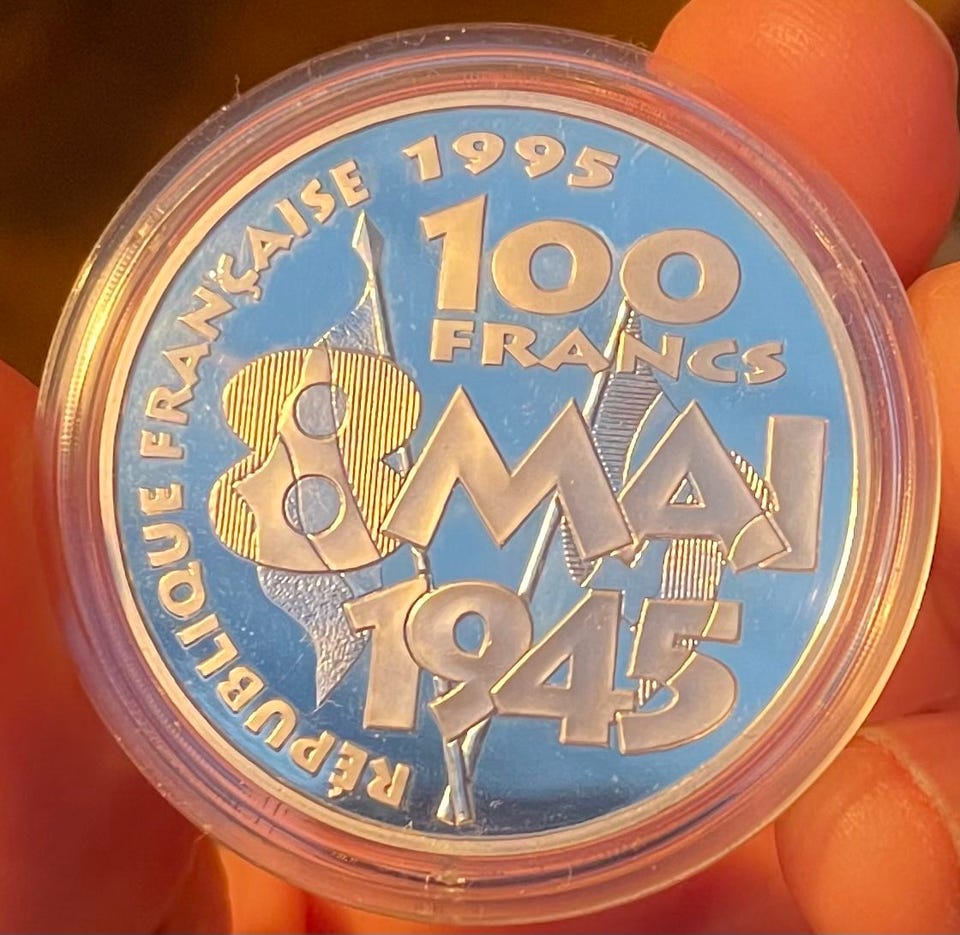 RÉPUBLIQUE FRANÇAISE 1995
100
FRANCS
8 MAI
1945